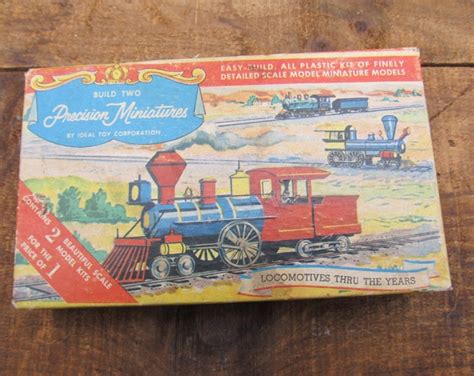 BUILD TWO
Precision Miniatures
BY IDEAL TOY CORPORATION
EASY-BUILD, ALL PLASTIC KIT OF FINELY
DETAILED SCALE MODEL MINIATURE MODELS
CONTAINS 2 BEAUTIFUL SCALE
MODEL KITS
FOR THE
PRICE OF 1
LOCOMOTIVES THRU THE YEARS